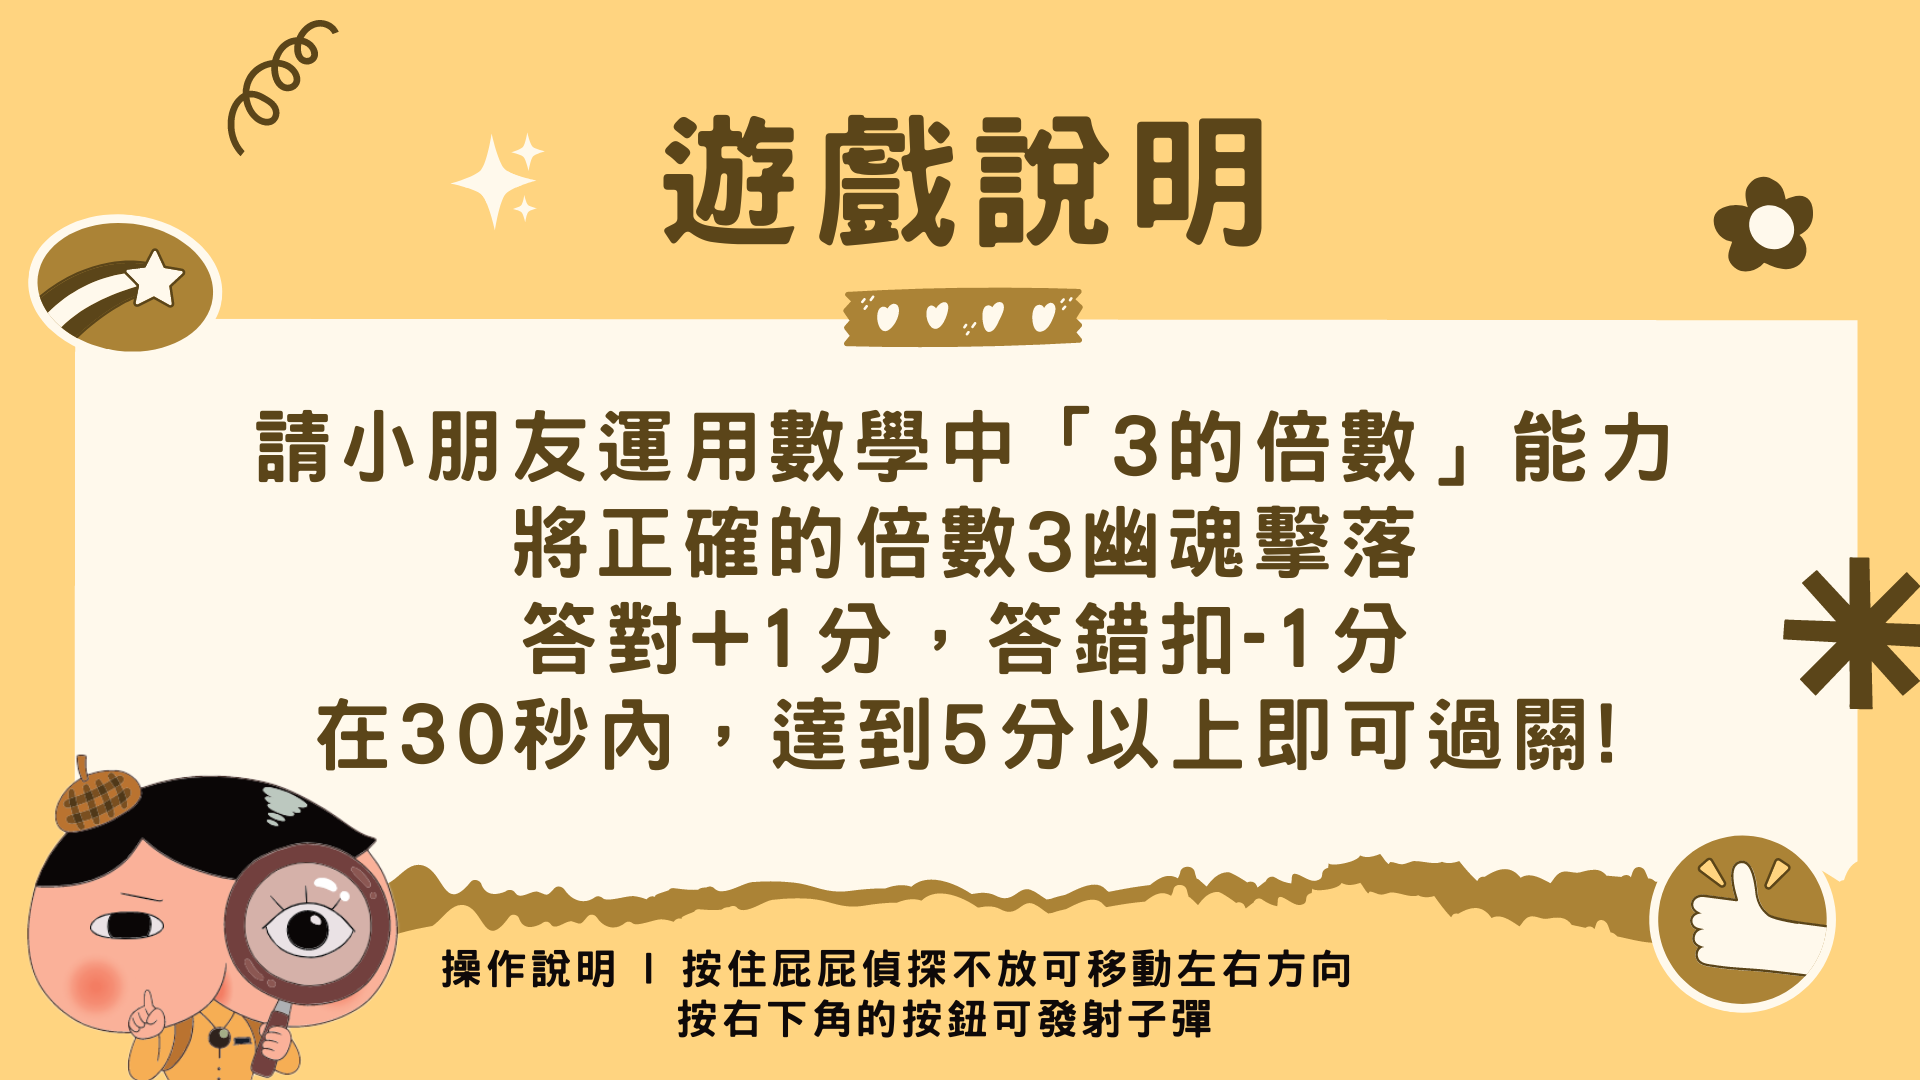 遊戲說明
請小朋友運用數學中「3的倍數」能力
將正確的倍數3幽魂擊落
答對+1分，答錯扣-1分
在30秒內，達到5分以上即可過關!
操作說明 | 按住屁屁偵探不放可移動左右方向
按右下角的按鈕可發射子彈